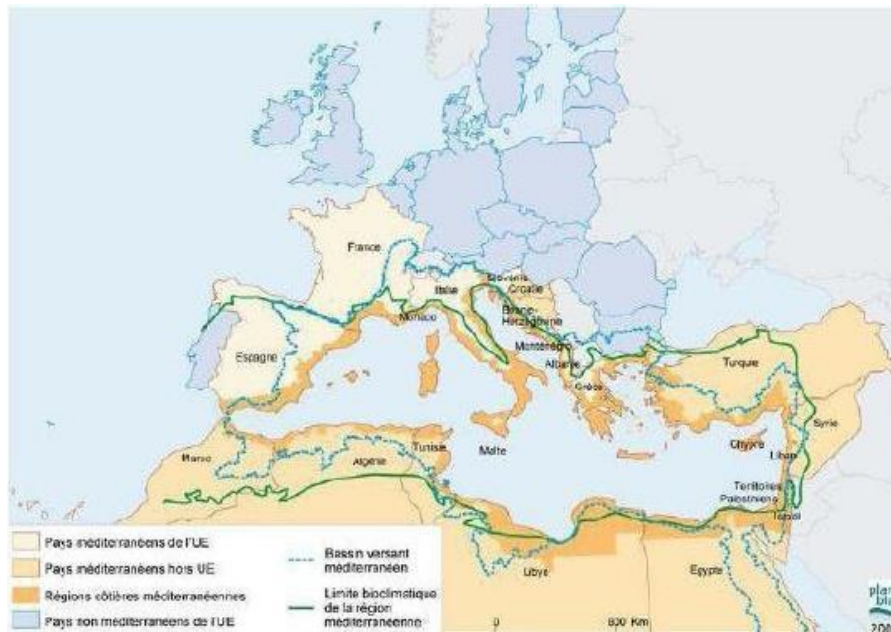 France
Slovénie
Italie
Croatie
Bosnie-
Herzégovine
Monaco
Monténégro
Espagne
Albanie
Turquie
Grèce
Tunisie
Malte
Chypre
Syrie
Maroc
Algérie
Liban
Territoires
Palestiniens
Israël
Libye
Egypte
Pays méditerranéens de l'UE
Pays méditerranéens hors UE
Régions côtières méditerranéennes
Pays non méditerranéens de l'UE
Bassin versant
méditerranéen
Limite bioclimatique
de la région
méditerranéenne
0 800 Km